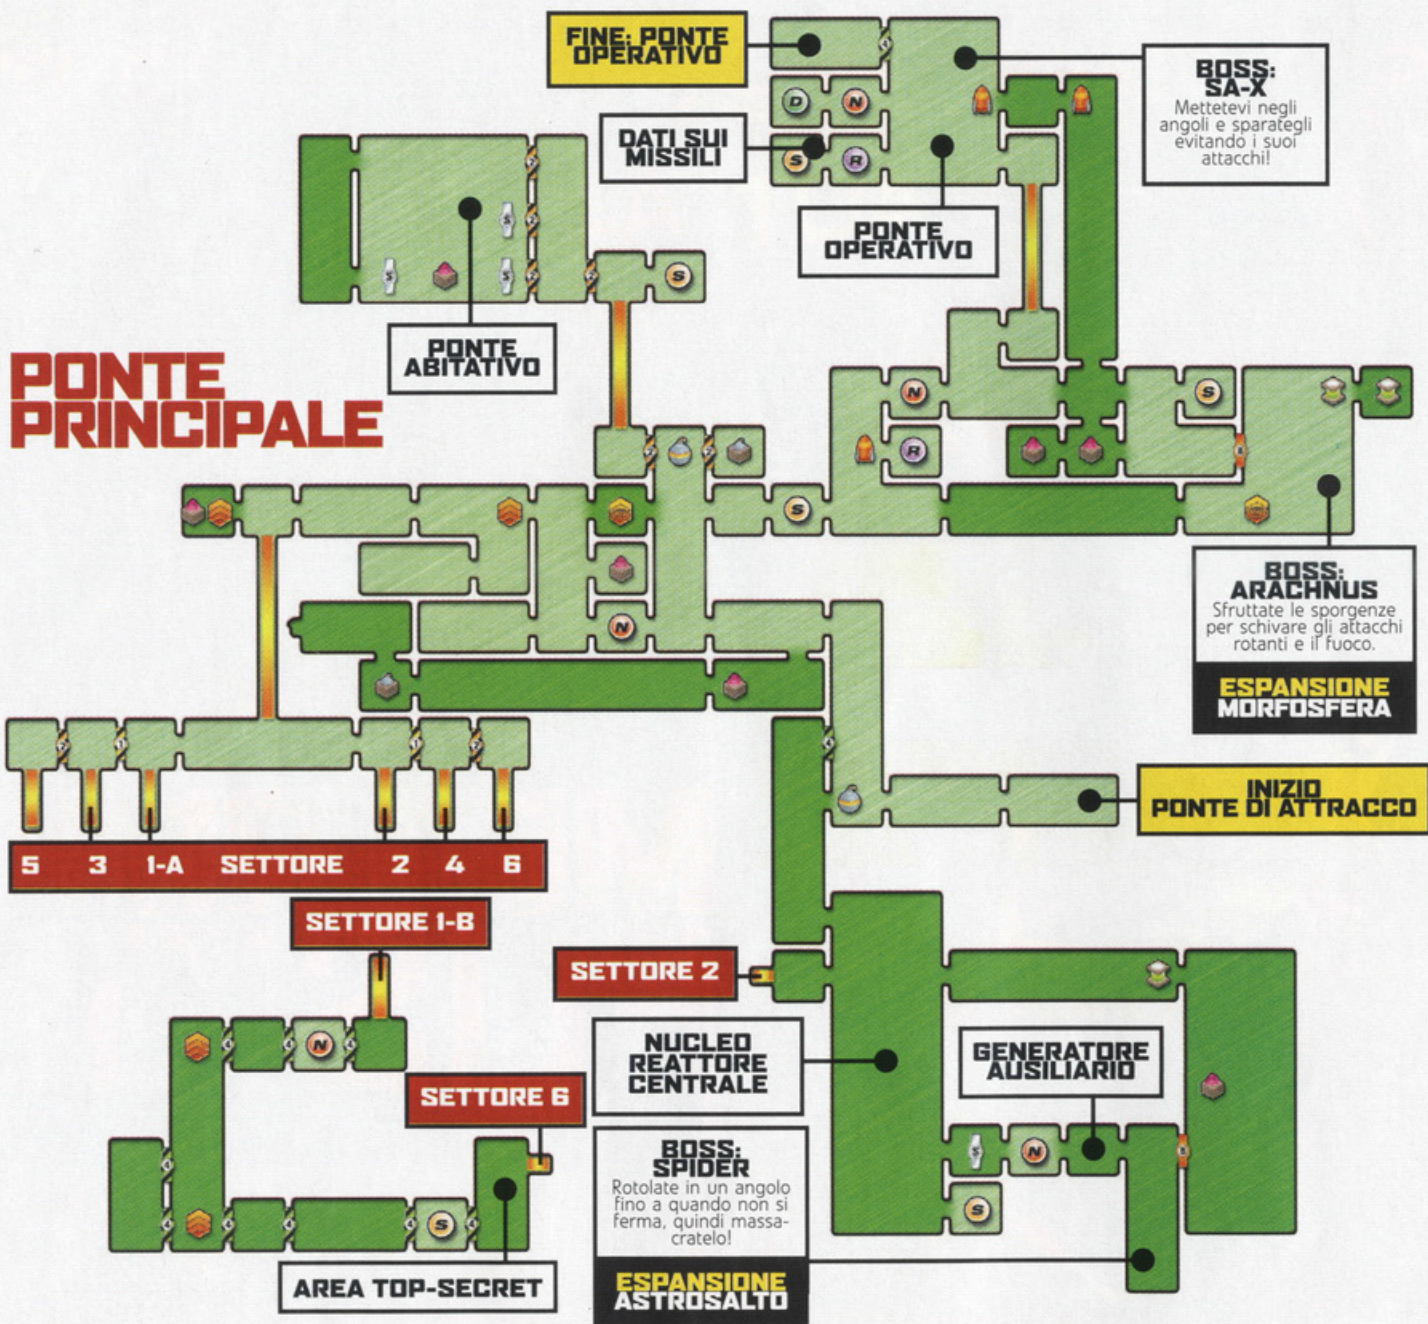 FINE: PONTE
OPERATIVO
BOSS:
SA-X
Mettetevi negli
angoli e sparategli
evitando i suoi
attacchi!
D
N
DATI SUI
MISSILI
S
R
PONTE
OPERATIVO
S
S
S
S
PONTE
ABITATIVO
PONTE
PRINCIPALE
N
S
R
S
BOSS:
ARACHNUS
Sfruttate le sporgenze
per schivare gli attacchi
rotanti e il fuoco.
ESPANSIONE
MORFOSFERA
N
INIZIO
PONTE DI ATTRACCO
5 3 1-A SETTORE 2 4 6
SETTORE 1-B
SETTORE 2
N
NUCLEO
REATTORE
CENTRALE
GENERATORE
AUSILIARIO
SETTORE 6
S
N
BOSS:
SPIDER
Rotolate in un angolo
fino a quando non si
ferma, quindi massa-
cratelo!
ESPANSIONE
ASTROSALTO
S
S
AREA TOP-SECRET